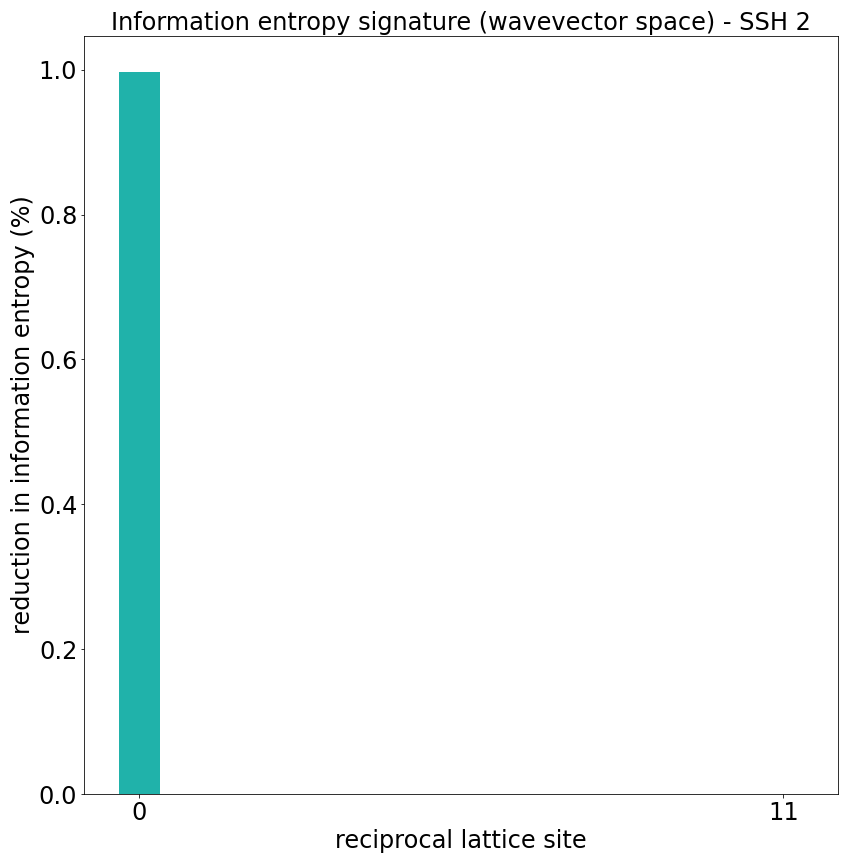 Information entropy signature (wavevector space) - SSH 2
reduction in information entropy (%)
1.0
0.8
0.6
0.4
0.2
0.0
0
11
reciprocal lattice site